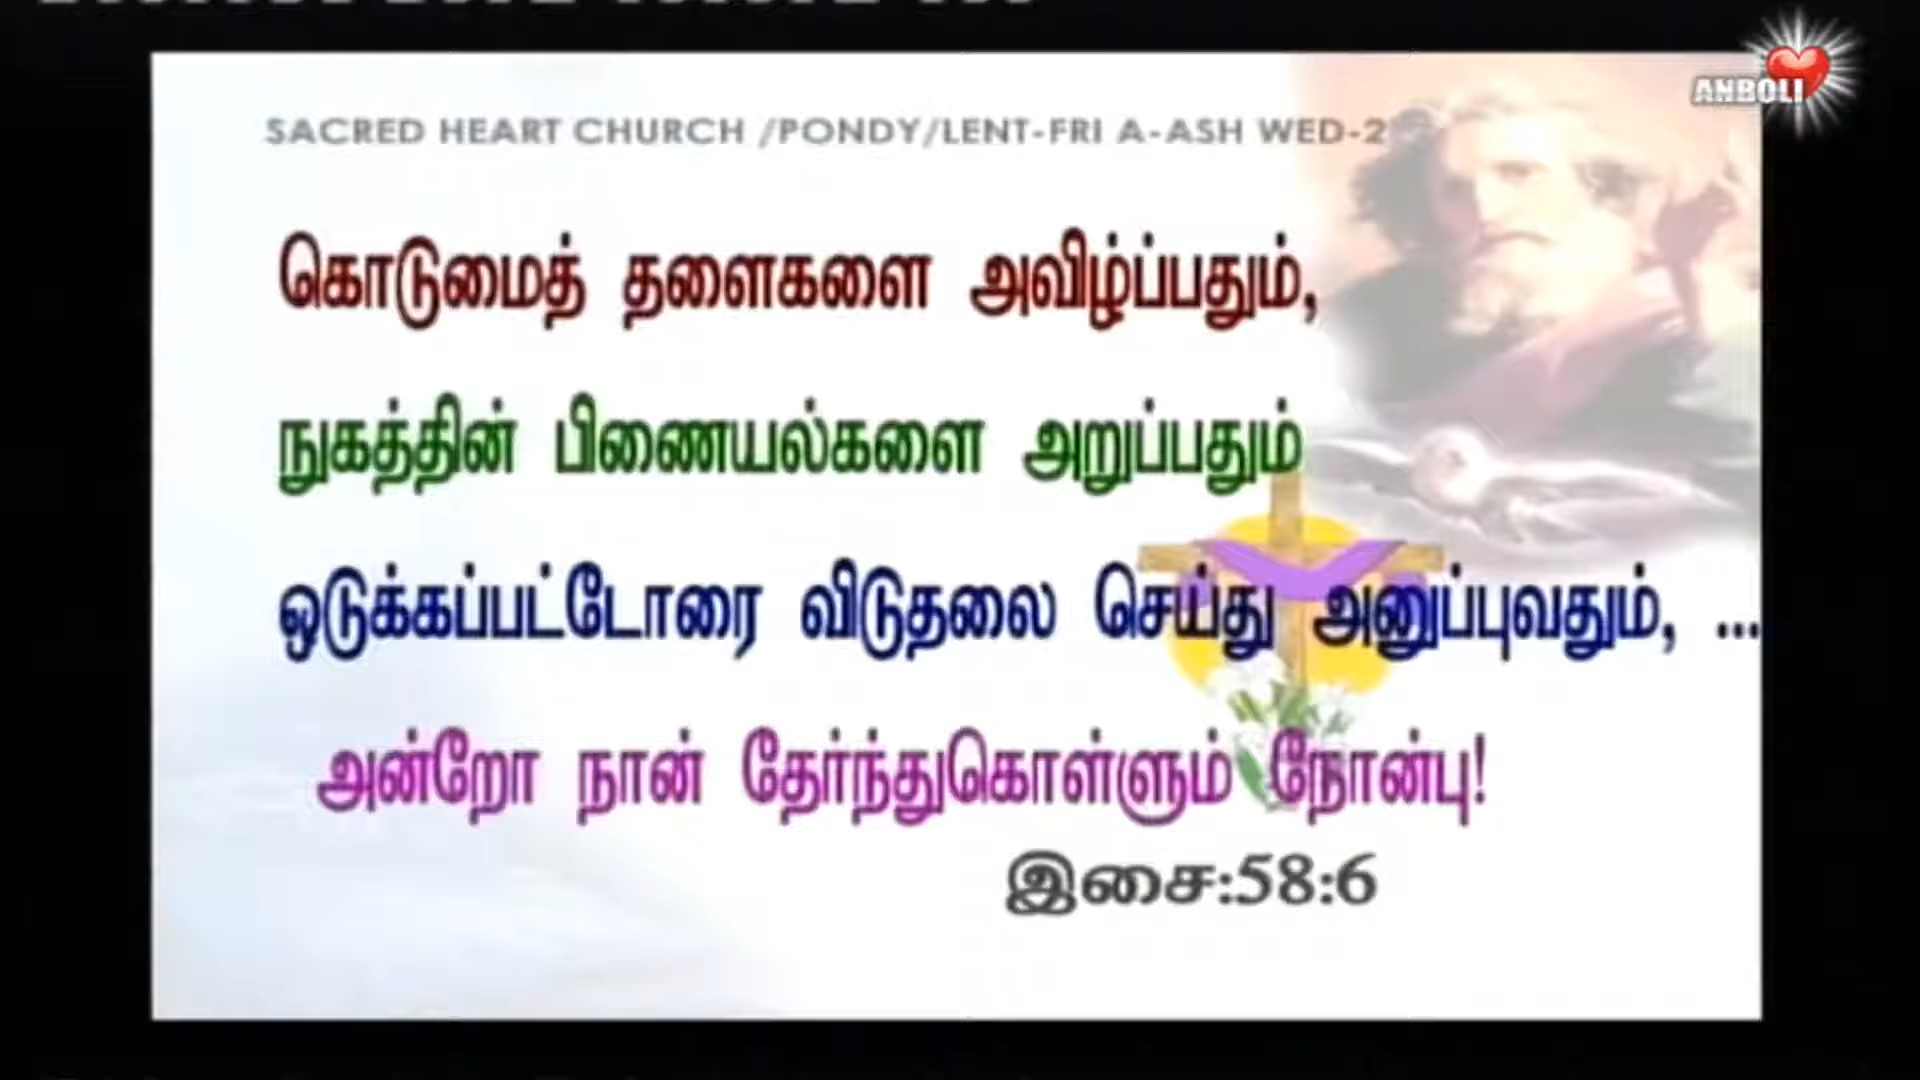 ANBOLI
SACRED HEART CHURCH /PONDY/LENT-FRI A-ASH WED-2
கொடுமைத் தளைகளை அவிழ்ப்பதும்,
நுகத்தின் பிணையல்களை அறுப்பதும்
ஒடுக்கப்பட்டோரை விடுதலை செய்து அனுப்புவதும், ...
அன்றோ நான் தேர்ந்துகொள்ளும் நோன்பு!
இசை:58:6